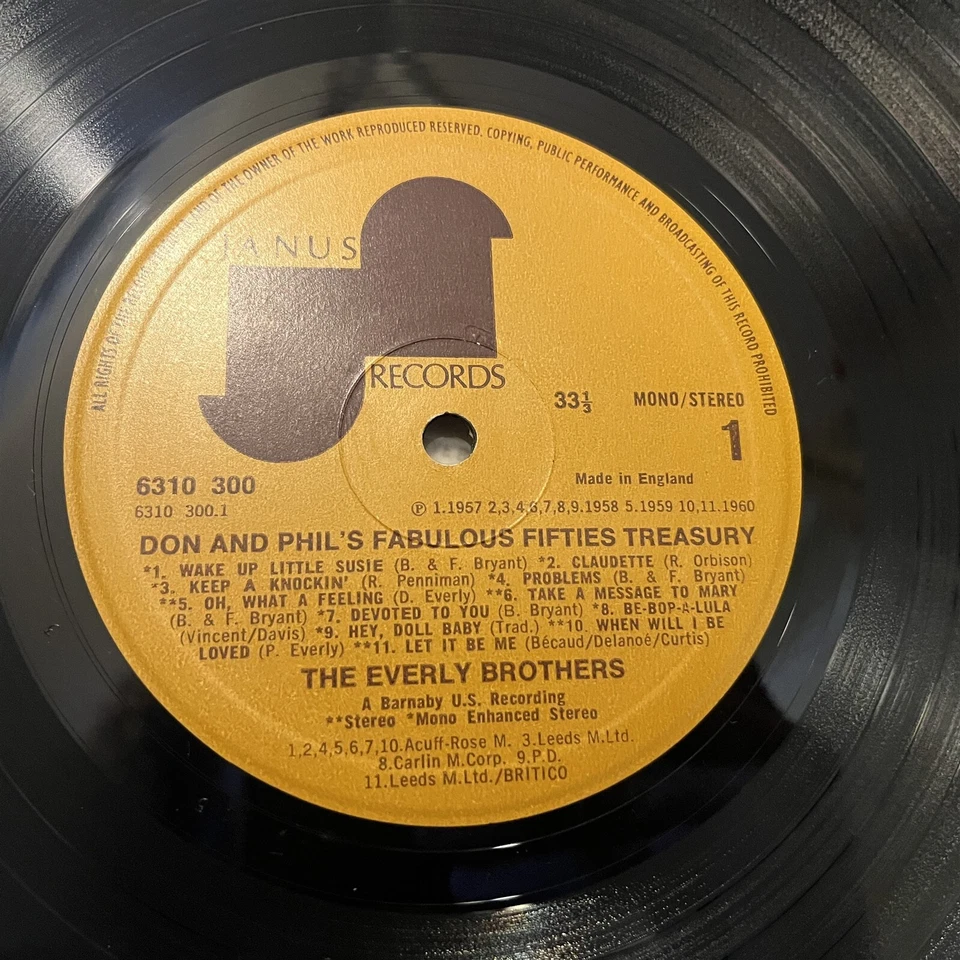 ALL RIGHTS OF THE RECORD AND OF THE OWNER OF THE WORK REPRODUCED RESERVED. COPYING, PUBLIC PERFORMANCE AND BROADCASTING OF THIS RECORD PROHIBITED
JANUS
RECORDS
33⅓ MONO/STEREO
1
6310 300
Made in England
6310 300.1
℗ 1.1957 2,3,4,6,7,8,9.1958 5.1959 10,11.1960
DON AND PHIL'S FABULOUS FIFTIES TREASURY
*1. WAKE UP LITTLE SUSIE (B. & F. Bryant) *2. CLAUDETTE (R. Orbison)
*3. KEEP A KNOCKIN' (R. Penniman) *4. PROBLEMS (B. & F. Bryant)
**5. OH, WHAT A FEELING (D. Everly) **6. TAKE A MESSAGE TO MARY
(B. & F. Bryant) *7. DEVOTED TO YOU (B. Bryant) *8. BE-BOP-A-LULA
(Vincent/Davis) *9. HEY, DOLL BABY (Trad.) **10. WHEN WILL I BE
LOVED (P. Everly) **11. LET IT BE ME (Bécaud/Delanoé/Curtis)
THE EVERLY BROTHERS
A Barnaby U.S. Recording
**Stereo *Mono Enhanced Stereo
1,2,4,5,6,7,10.Acuff-Rose M. 3.Leeds M.Ltd.
8.Carlin M.Corp. 9.P.D.
11.Leeds M.Ltd./BRITICO